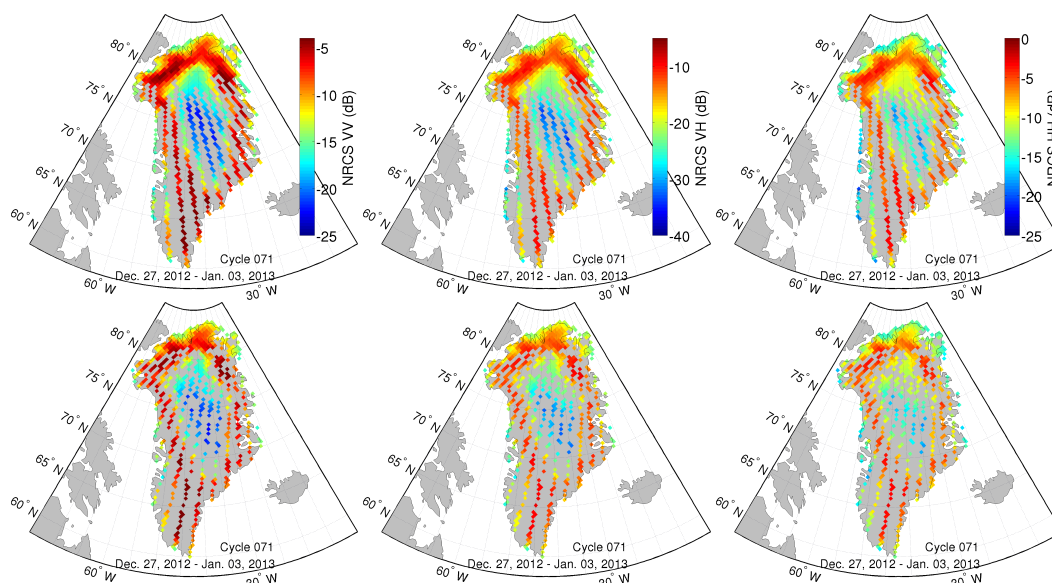 80° N
75° N
70° N
65° N
60° N
60° W
30° W
Cycle 071
Dec. 27, 2012 - Jan. 03, 2013
-5
-10
-15
-20
-25
NRCS VV (dB)
80° N
75° N
70° N
65° N
60° N
60° W
30° W
Cycle 071
Dec. 27, 2012 - Jan. 03, 2013
-10
-20
-30
-40
NRCS VH (dB)
80° N
75° N
70° N
65° N
60° N
60° W
30° W
Cycle 071
Dec. 27, 2012 - Jan. 03, 2013
0
-5
-10
-15
-20
-25
NRCS (dB)
80° N
75° N
70° N
65° N
60° N
60° W
30° W
Cycle 071
Dec. 27, 2012 - Jan. 03, 2013
80° N
75° N
70° N
65° N
60° N
60° W
30° W
Cycle 071
Dec. 27, 2012 - Jan. 03, 2013
80° N
75° N
70° N
65° N
60° N
60° W
30° W
Cycle 071
Dec. 27, 2012 - Jan. 03, 2013